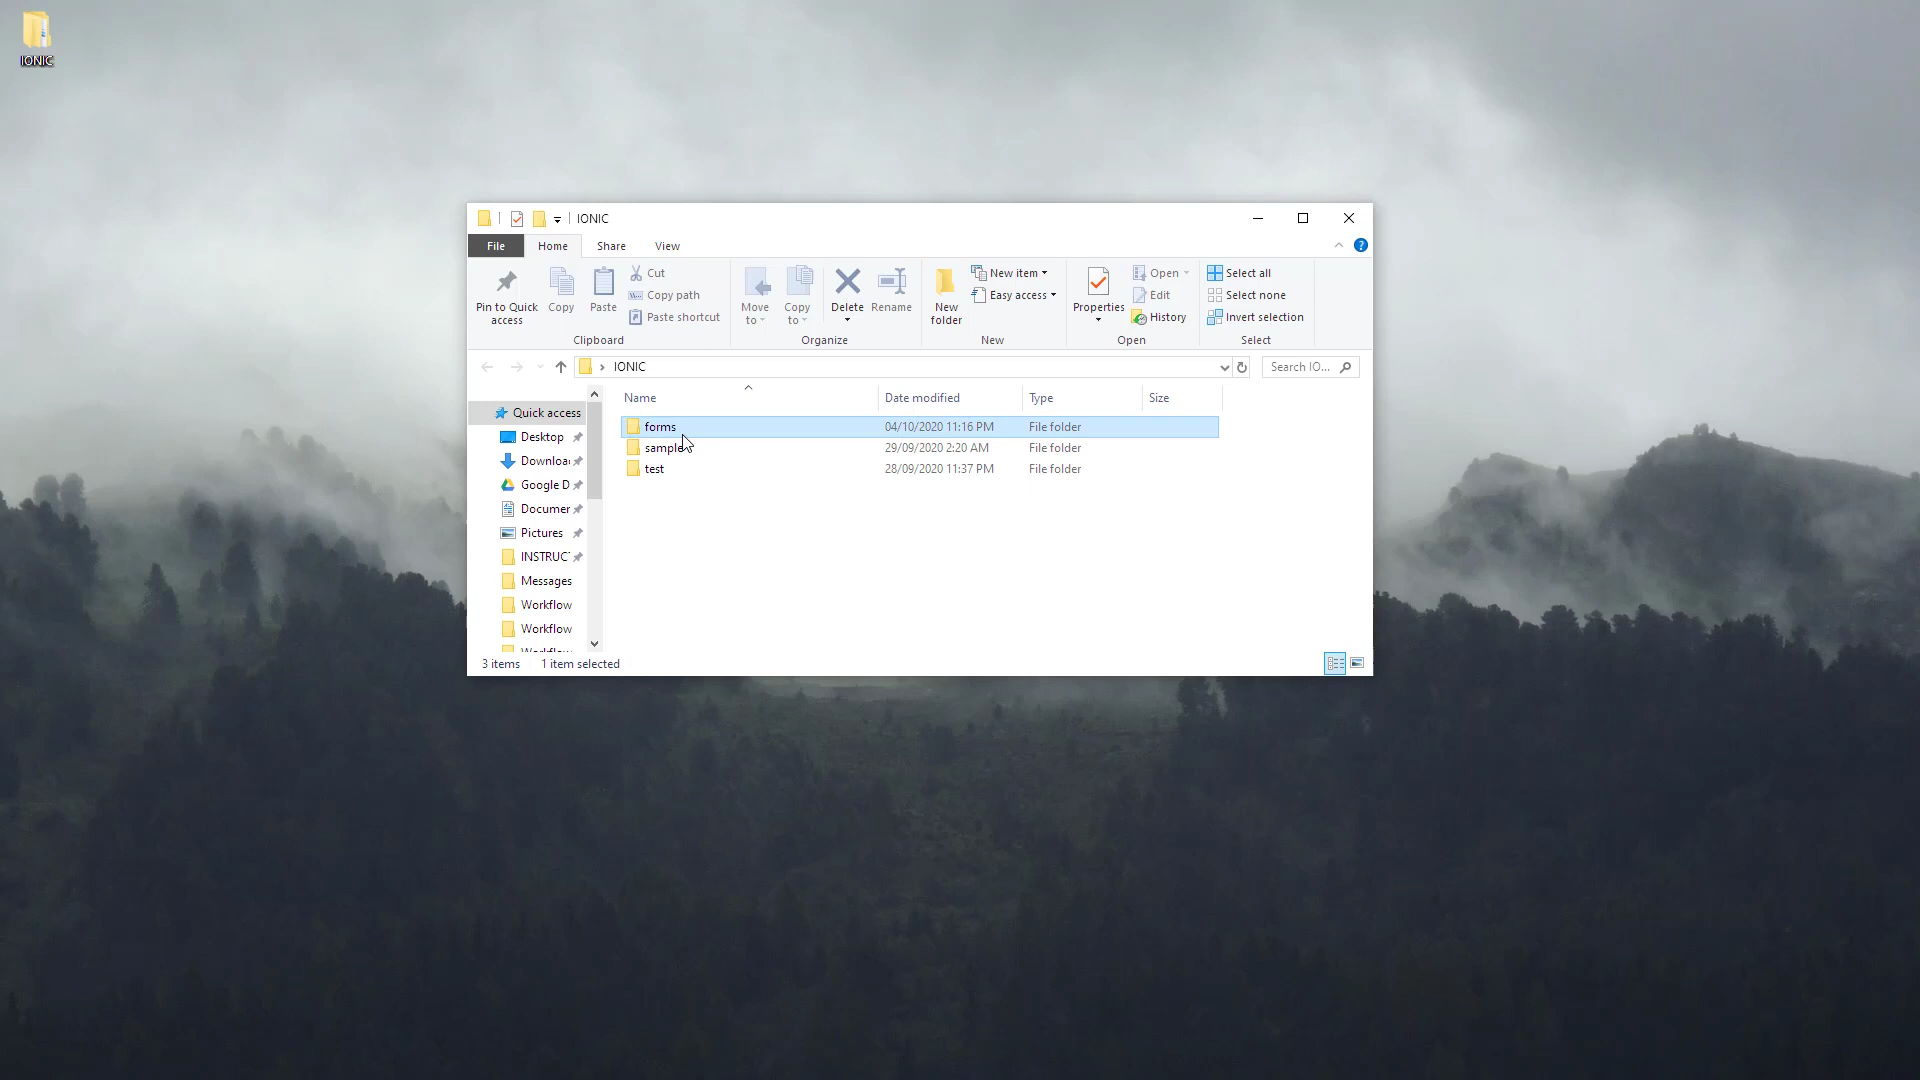 IONIC
IONIC
File Home Share View
Pin to Quick access
Copy
Paste
Cut
Copy path
Paste shortcut
Clipboard
Move to
Copy to
Delete
Rename
Organize
New folder
New item
Easy access
New
Properties
Open
Edit
History
Open
Select all
Select none
Invert selection
Select
IONIC
Search IO...
Name Date modified Type Size
Quick access
Desktop
Downloa
Google D
Documer
Pictures
INSTRUC
Messages
Workflow
Workflow
forms 04/10/2020 11:16 PM File folder
sample 29/09/2020 2:20 AM File folder
test 28/09/2020 11:37 PM File folder
3 items 1 item selected